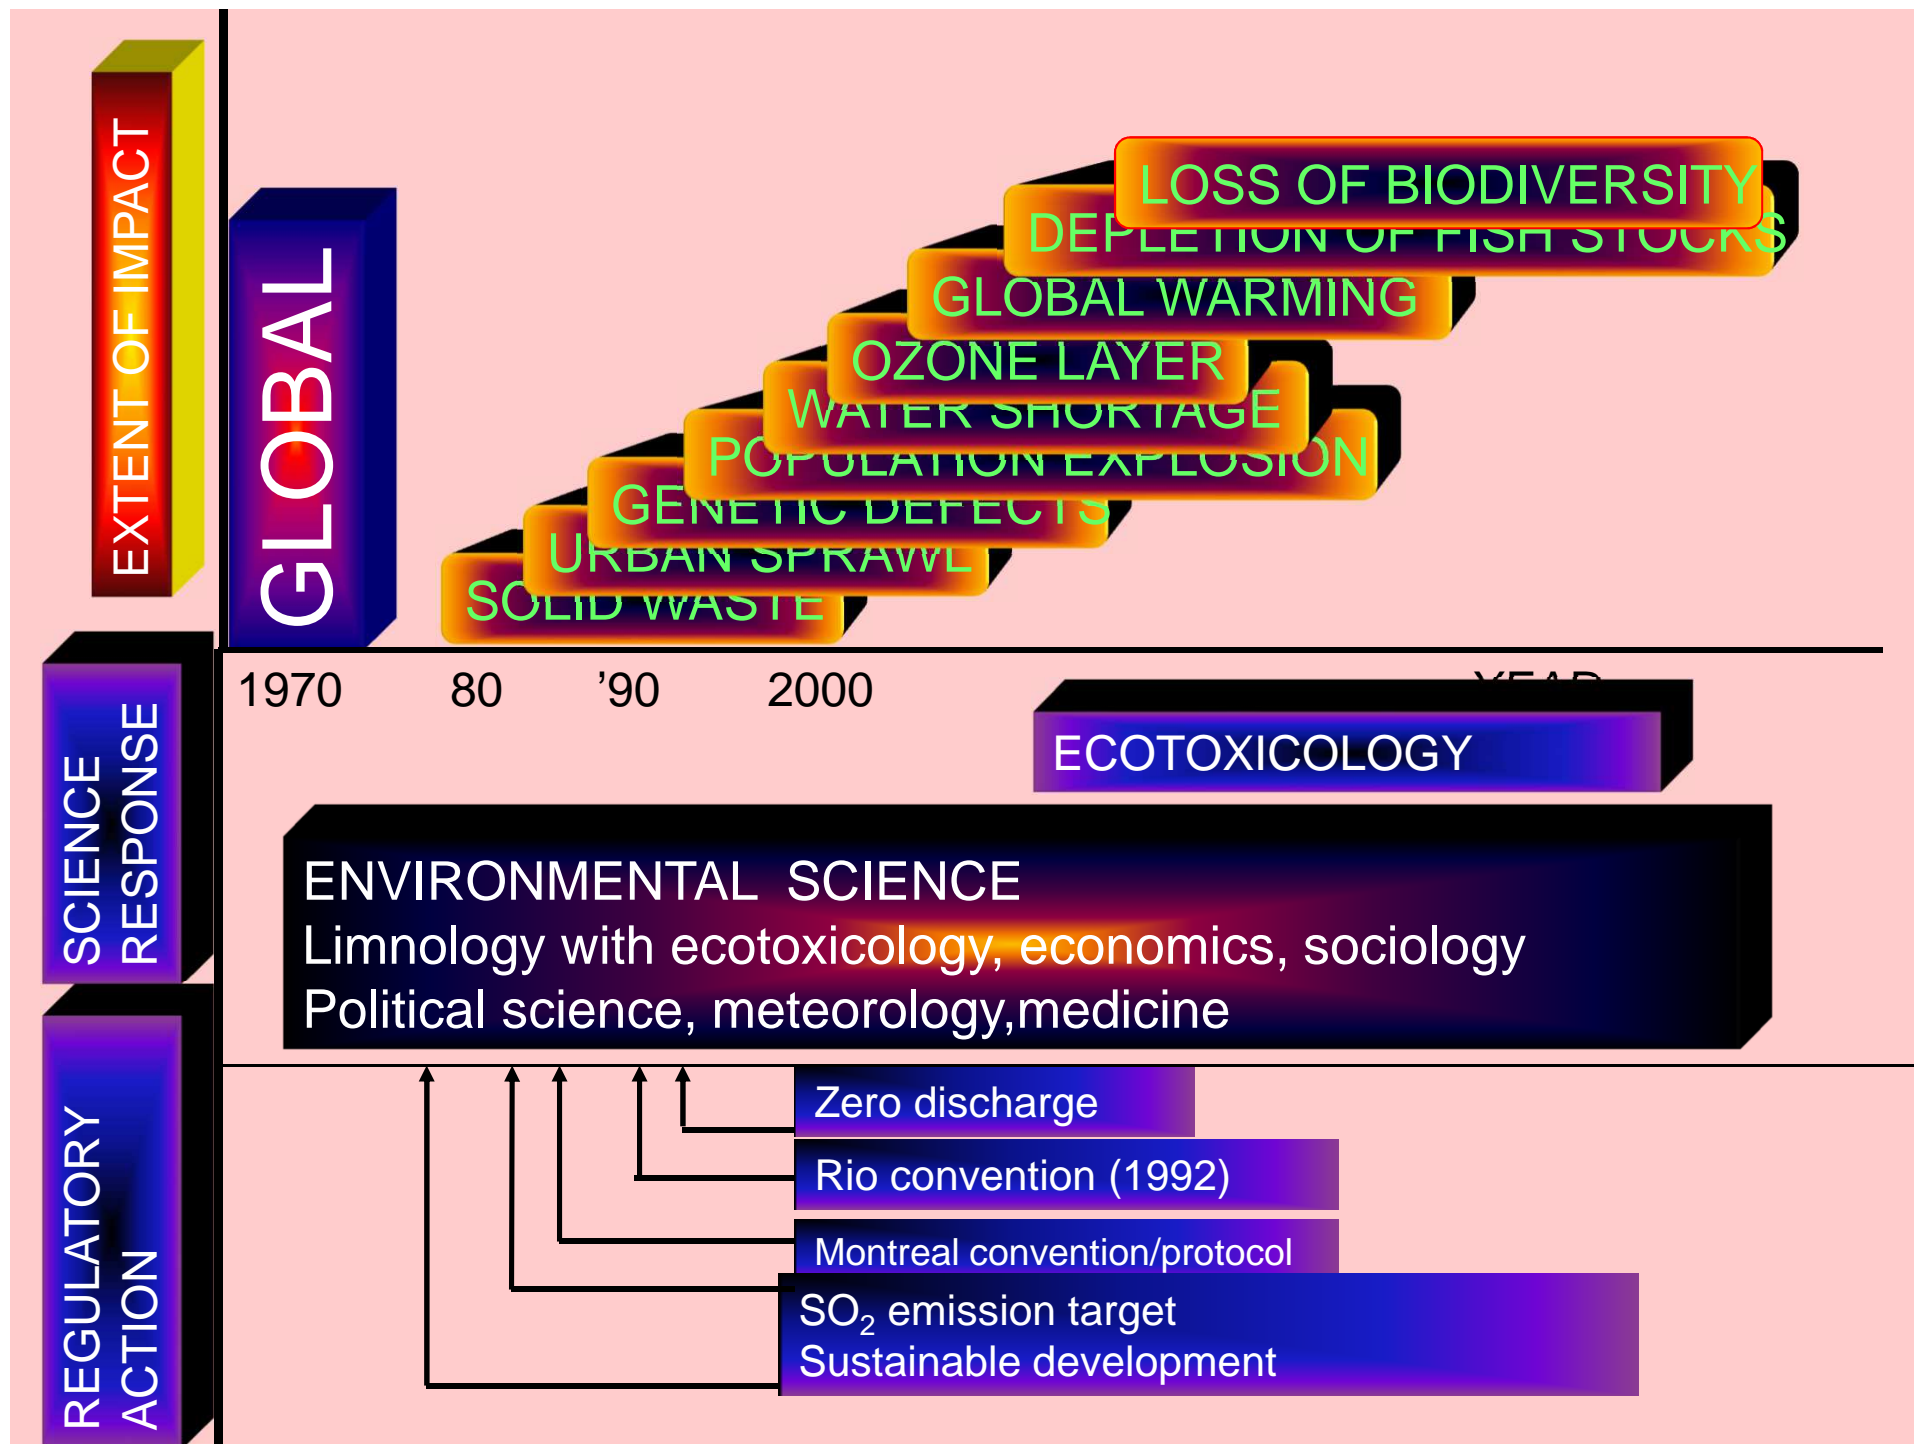 EXTENT OF IMPACT
GLOBAL
LOSS OF BIODIVERSITY
DEPLETION OF FISH STOCKS
GLOBAL WARMING
OZONE LAYER
WATER SHORTAGE
POPULATION EXPLOSION
GENETIC DEFECTS
URBAN SPRAWL
SOLID WASTE
1970 80 ’90 2000 YEAR
SCIENCE
RESPONSE
ECOTOXICOLOGY
ENVIRONMENTAL SCIENCE
Limnology with ecotoxicology, economics, sociology
Political science, meteorology,medicine
REGULATORY
ACTION
Zero discharge
Rio convention (1992)
Montreal convention/protocol
SO₂ emission target
Sustainable development